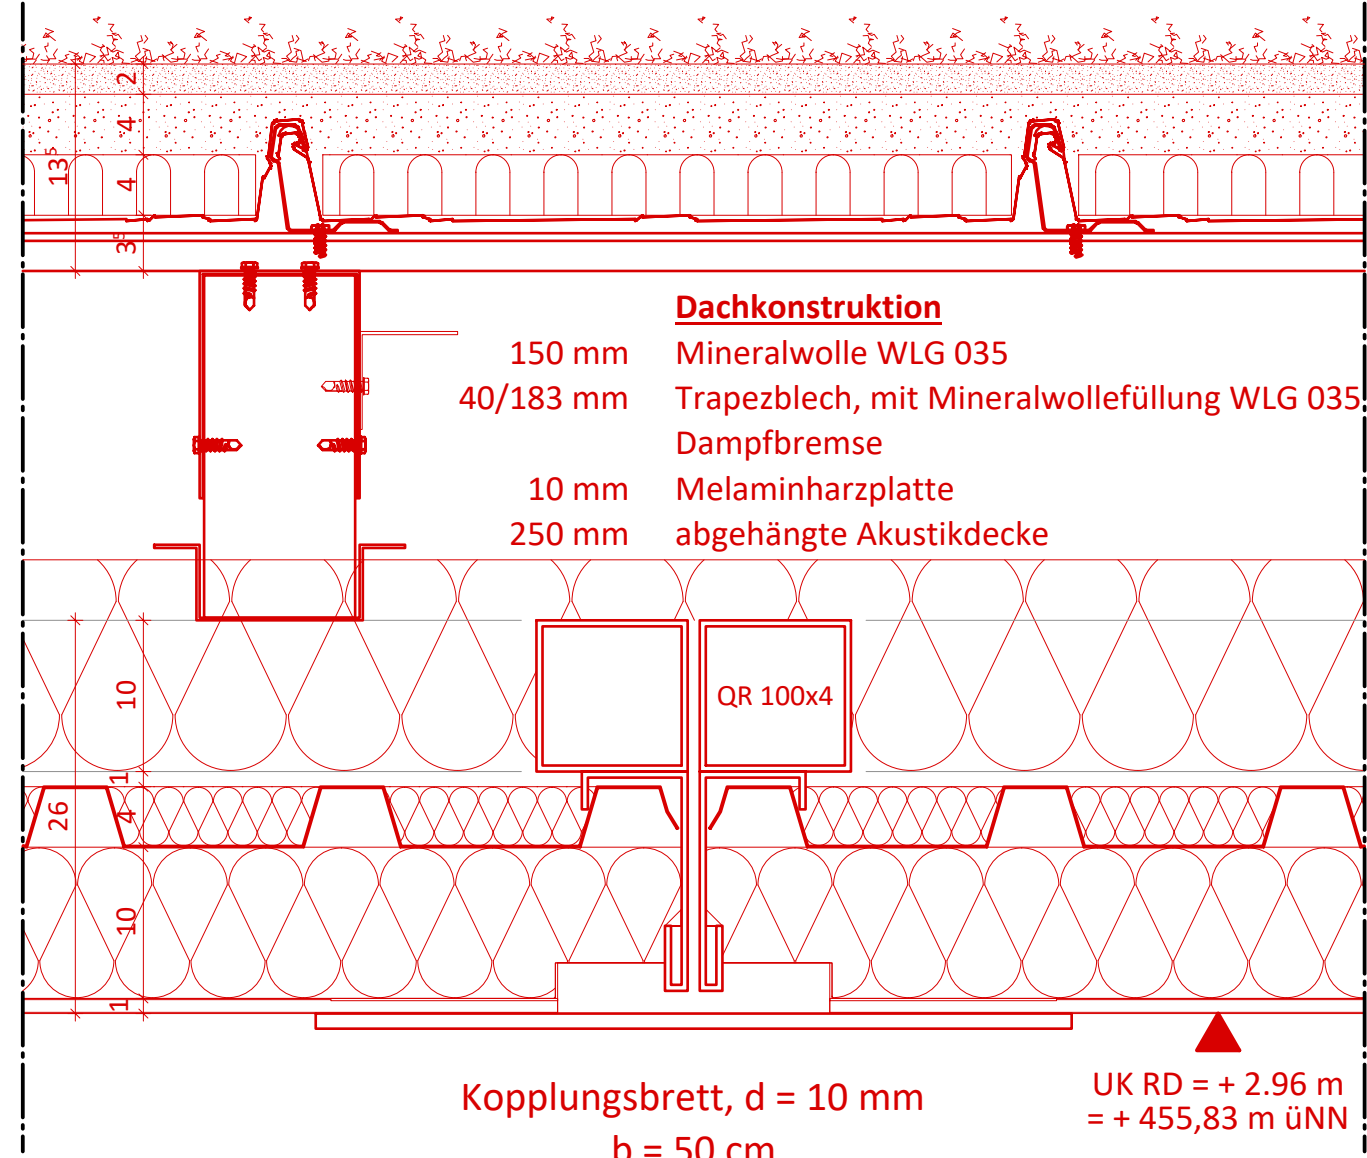 2
4
13⁵
4
3⁵
Dachkonstruktion
150 mm Mineralwolle WLG 035
40/183 mm Trapezblech, mit Mineralwollefüllung WLG 035
Dampfbremse
10 mm Melaminharzplatte
250 mm abgehängte Akustikdecke
10
QR 100x4
1
26
4
10
1
UK RD = + 2.96 m
= + 455,83 m üNN
Kopplungsbrett, d = 10 mm
b = 50 cm